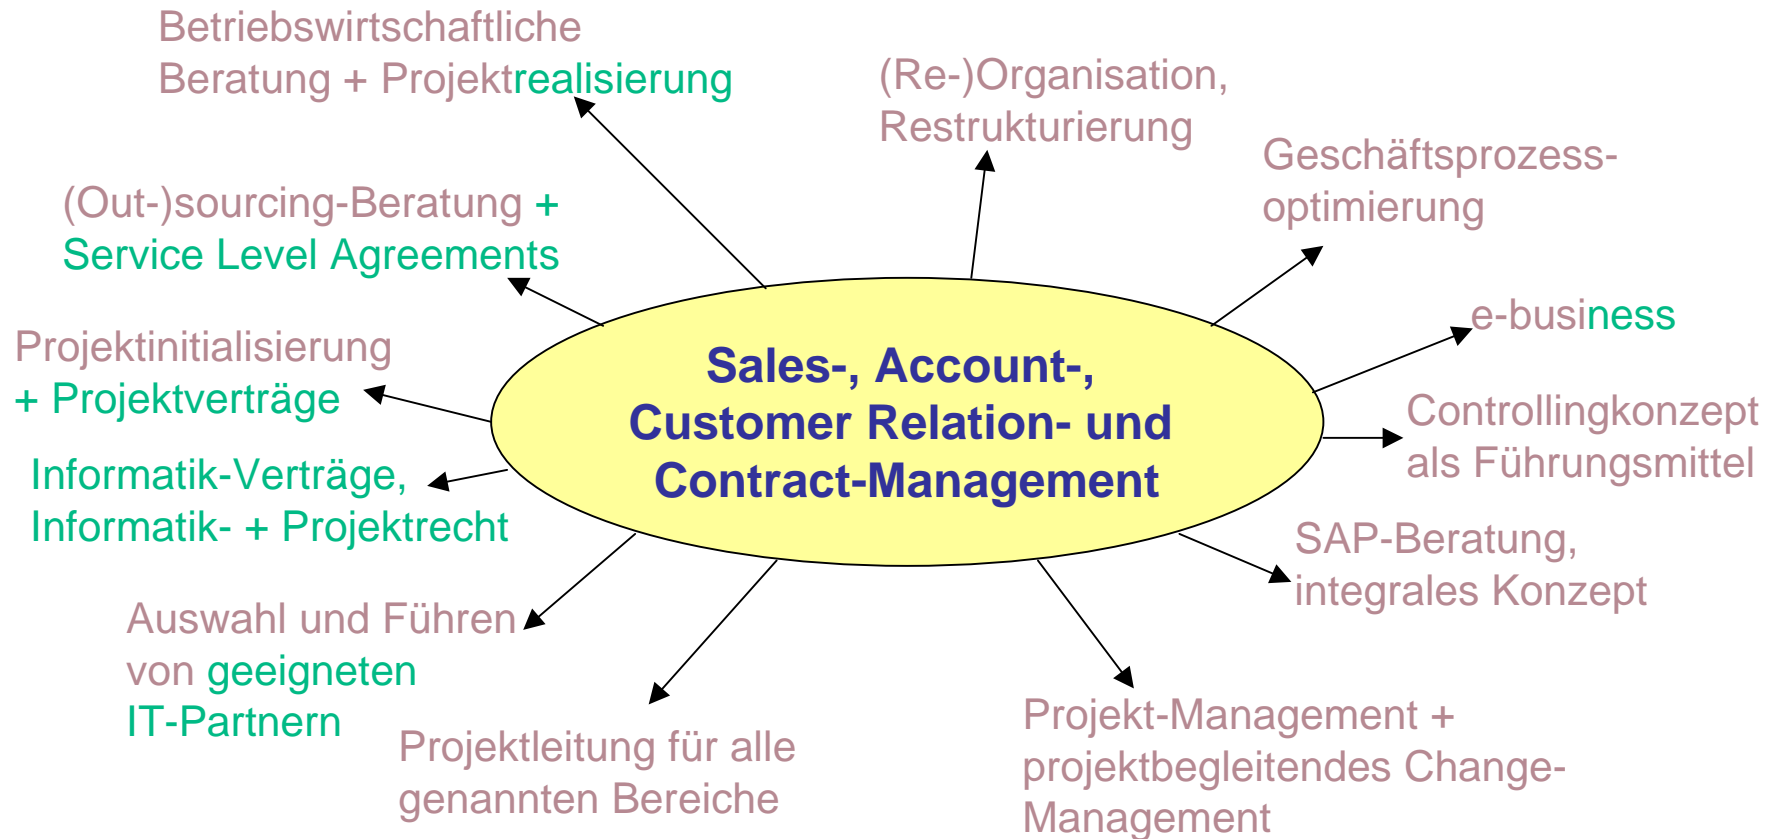 Betriebswirtschaftliche
Beratung + Projektrealisierung
(Re-)Organisation,
Restrukturierung
Geschäftsprozess-
optimierung
(Out-)sourcing-Beratung +
Service Level Agreements
e-business
Projektinitialisierung
+ Projektverträge
Sales-, Account-,
Customer Relation- und
Contract-Management
Controllingkonzept
als Führungsmittel
Informatik-Verträge,
Informatik- + Projektrecht
SAP-Beratung,
integrales Konzept
Auswahl und Führen
von geeigneten
IT-Partnern
Projektleitung für alle
genannten Bereiche
Projekt-Management +
projektbegleitendes Change-
Management